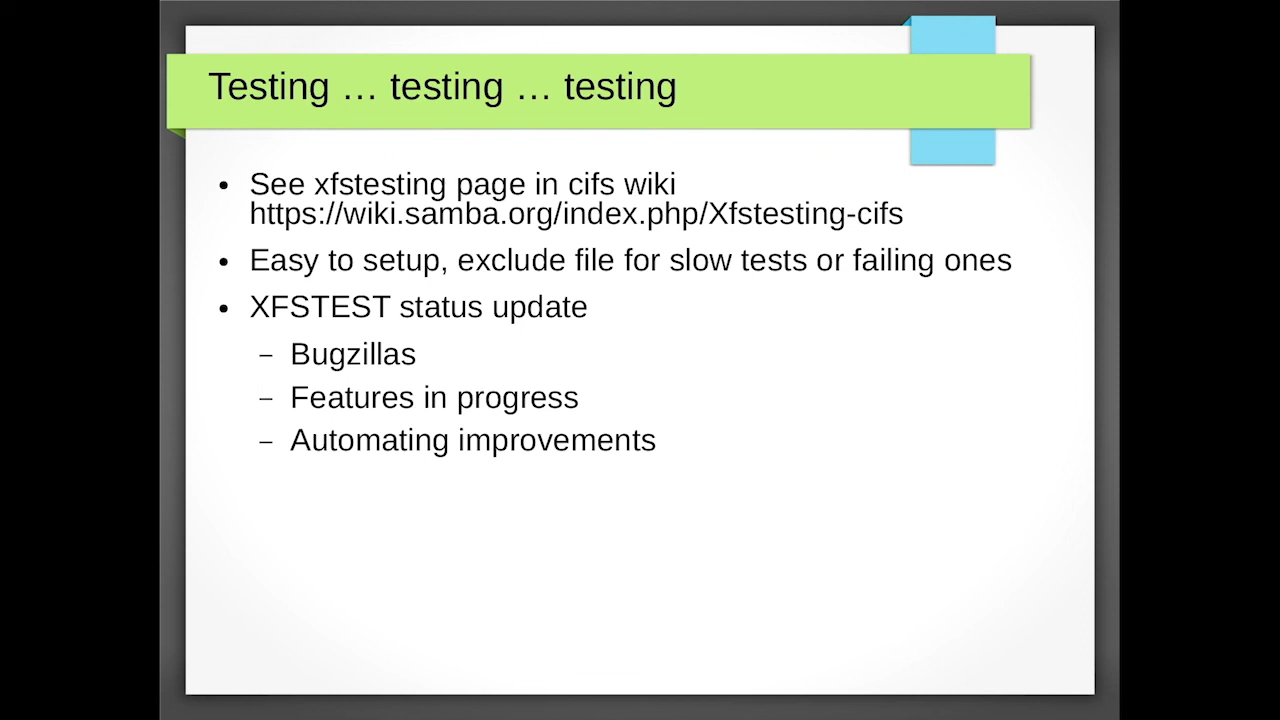 Testing … testing … testing
• See xfstesting page in cifs wiki
https://wiki.samba.org/index.php/Xfstesting-cifs
• Easy to setup, exclude file for slow tests or failing ones
• XFSTEST status update
– Bugzillas
– Features in progress
– Automating improvements